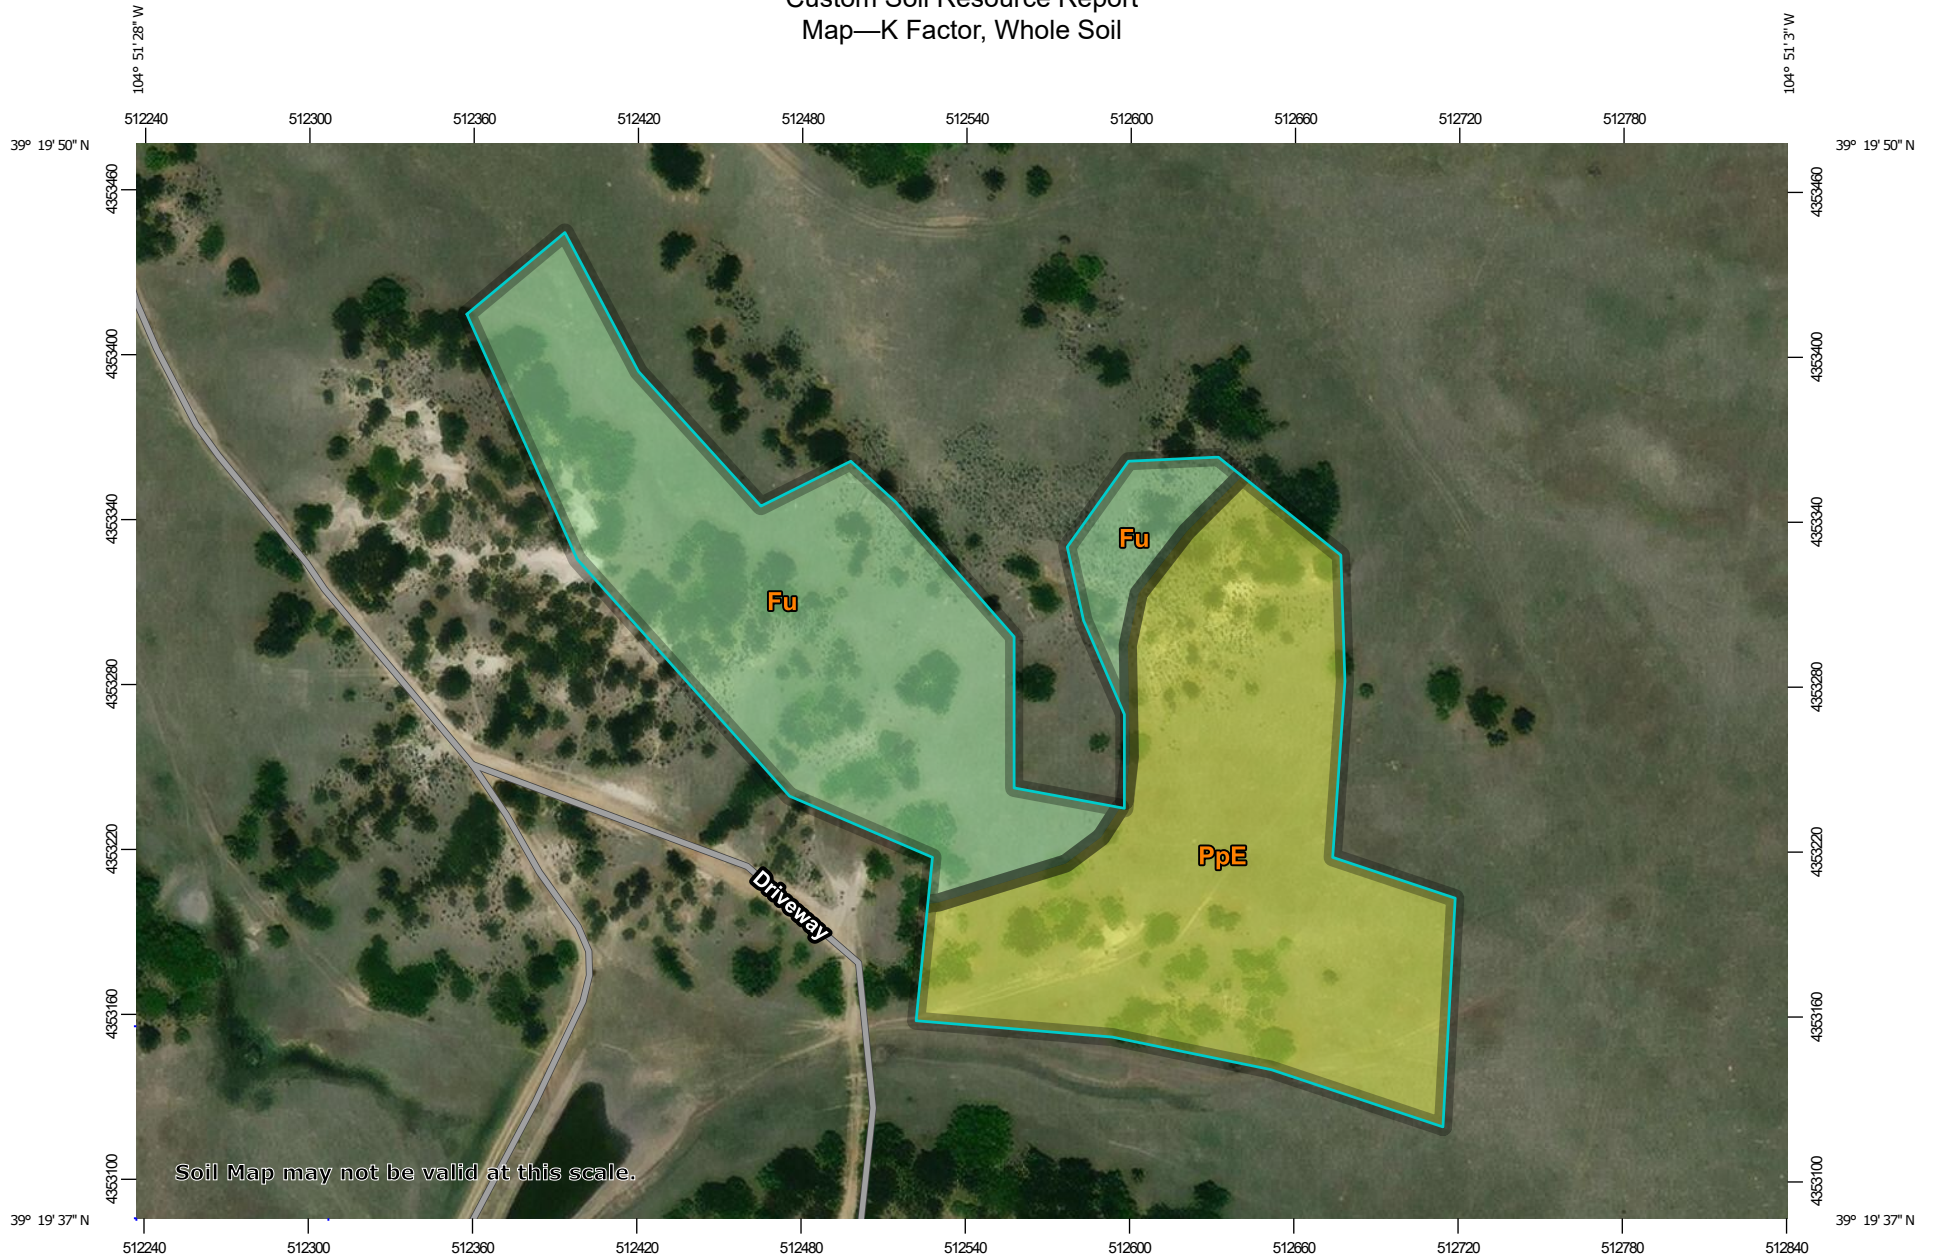 Custom Soil Resource Report
Map—K Factor, Whole Soil
104° 51' 28'' W
104° 51' 3'' W
512240 512300 512360 512420 512480 512540 512600 512660 512720 512780
39° 19' 50'' N
39° 19' 50'' N
4353460
4353460
4353400
4353400
4353340
4353340
Fu
Fu
4353280
4353280
4353220
4353220
PpE
Driveway
4353160
4353160
4353100
4353100
Soil Map may not be valid at this scale.
39° 19' 37'' N
39° 19' 37'' N
512240 512300 512360 512420 512480 512540 512600 512660 512720 512780 512840